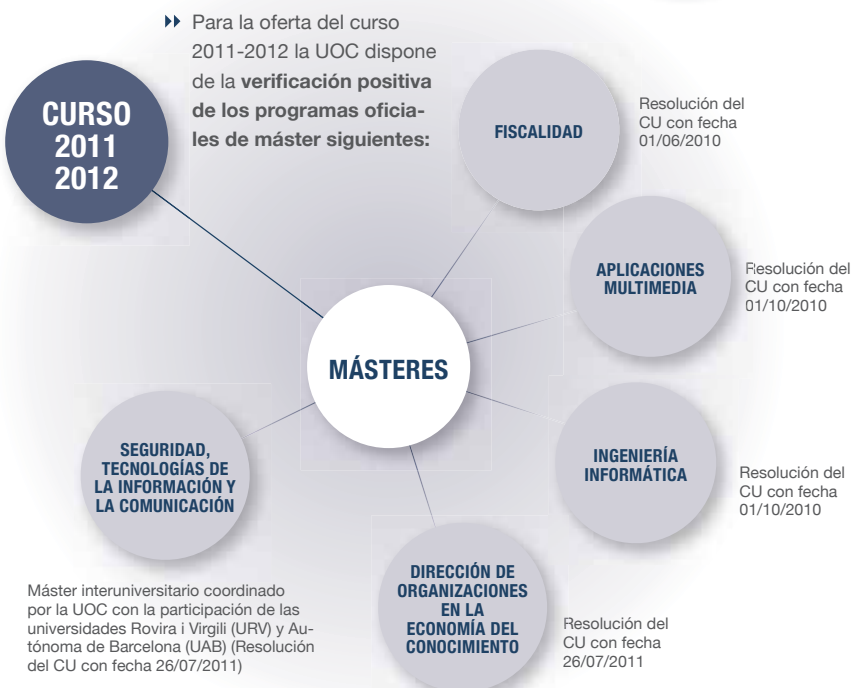 Para la oferta del curso
2011-2012 la UOC dispone
de la verificación positiva
de los programas oficia-
les de máster siguientes:
CURSO
2011
2012
FISCALIDAD
Resolución del
CU con fecha
01/06/2010
APLICACIONES
MULTIMEDIA
Resolución del
CU con fecha
01/10/2010
MÁSTERES
INGENIERÍA
INFORMÁTICA
Resolución del
CU con fecha
01/10/2010
SEGURIDAD,
TECNOLOGÍAS DE
LA INFORMACIÓN Y
LA COMUNICACIÓN
Máster interuniversitario coordinado
por la UOC con la participación de las
universidades Rovira i Virgili (URV) y Au-
tónoma de Barcelona (UAB) (Resolución
del CU con fecha 26/07/2011)
DIRECCIÓN DE
ORGANIZACIONES
EN LA
ECONOMÍA DEL
CONOCIMIENTO
Resolución del
CU con fecha
26/07/2011